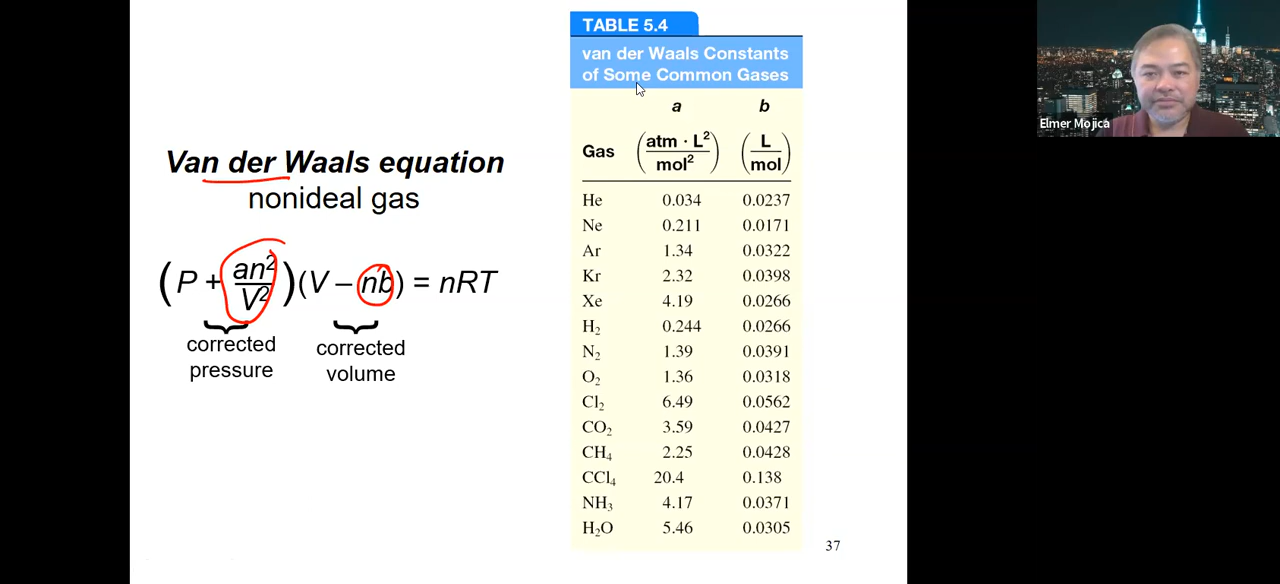 Van der Waals equation
nonideal gas
(P + an²/V²)(V – nb) = nRT
corrected pressure
corrected volume
TABLE 5.4
van der Waals Constants
of Some Common Gases
a b
Gas (atm · L²/mol²) (L/mol)
He 0.034 0.0237
Ne 0.211 0.0171
Ar 1.34 0.0322
Kr 2.32 0.0398
Xe 4.19 0.0266
H₂ 0.244 0.0266
N₂ 1.39 0.0391
O₂ 1.36 0.0318
Cl₂ 6.49 0.0562
CO₂ 3.59 0.0427
CH₄ 2.25 0.0428
CCl₄ 20.4 0.138
NH₃ 4.17 0.0371
H₂O 5.46 0.0305
37
Elmer Mojica